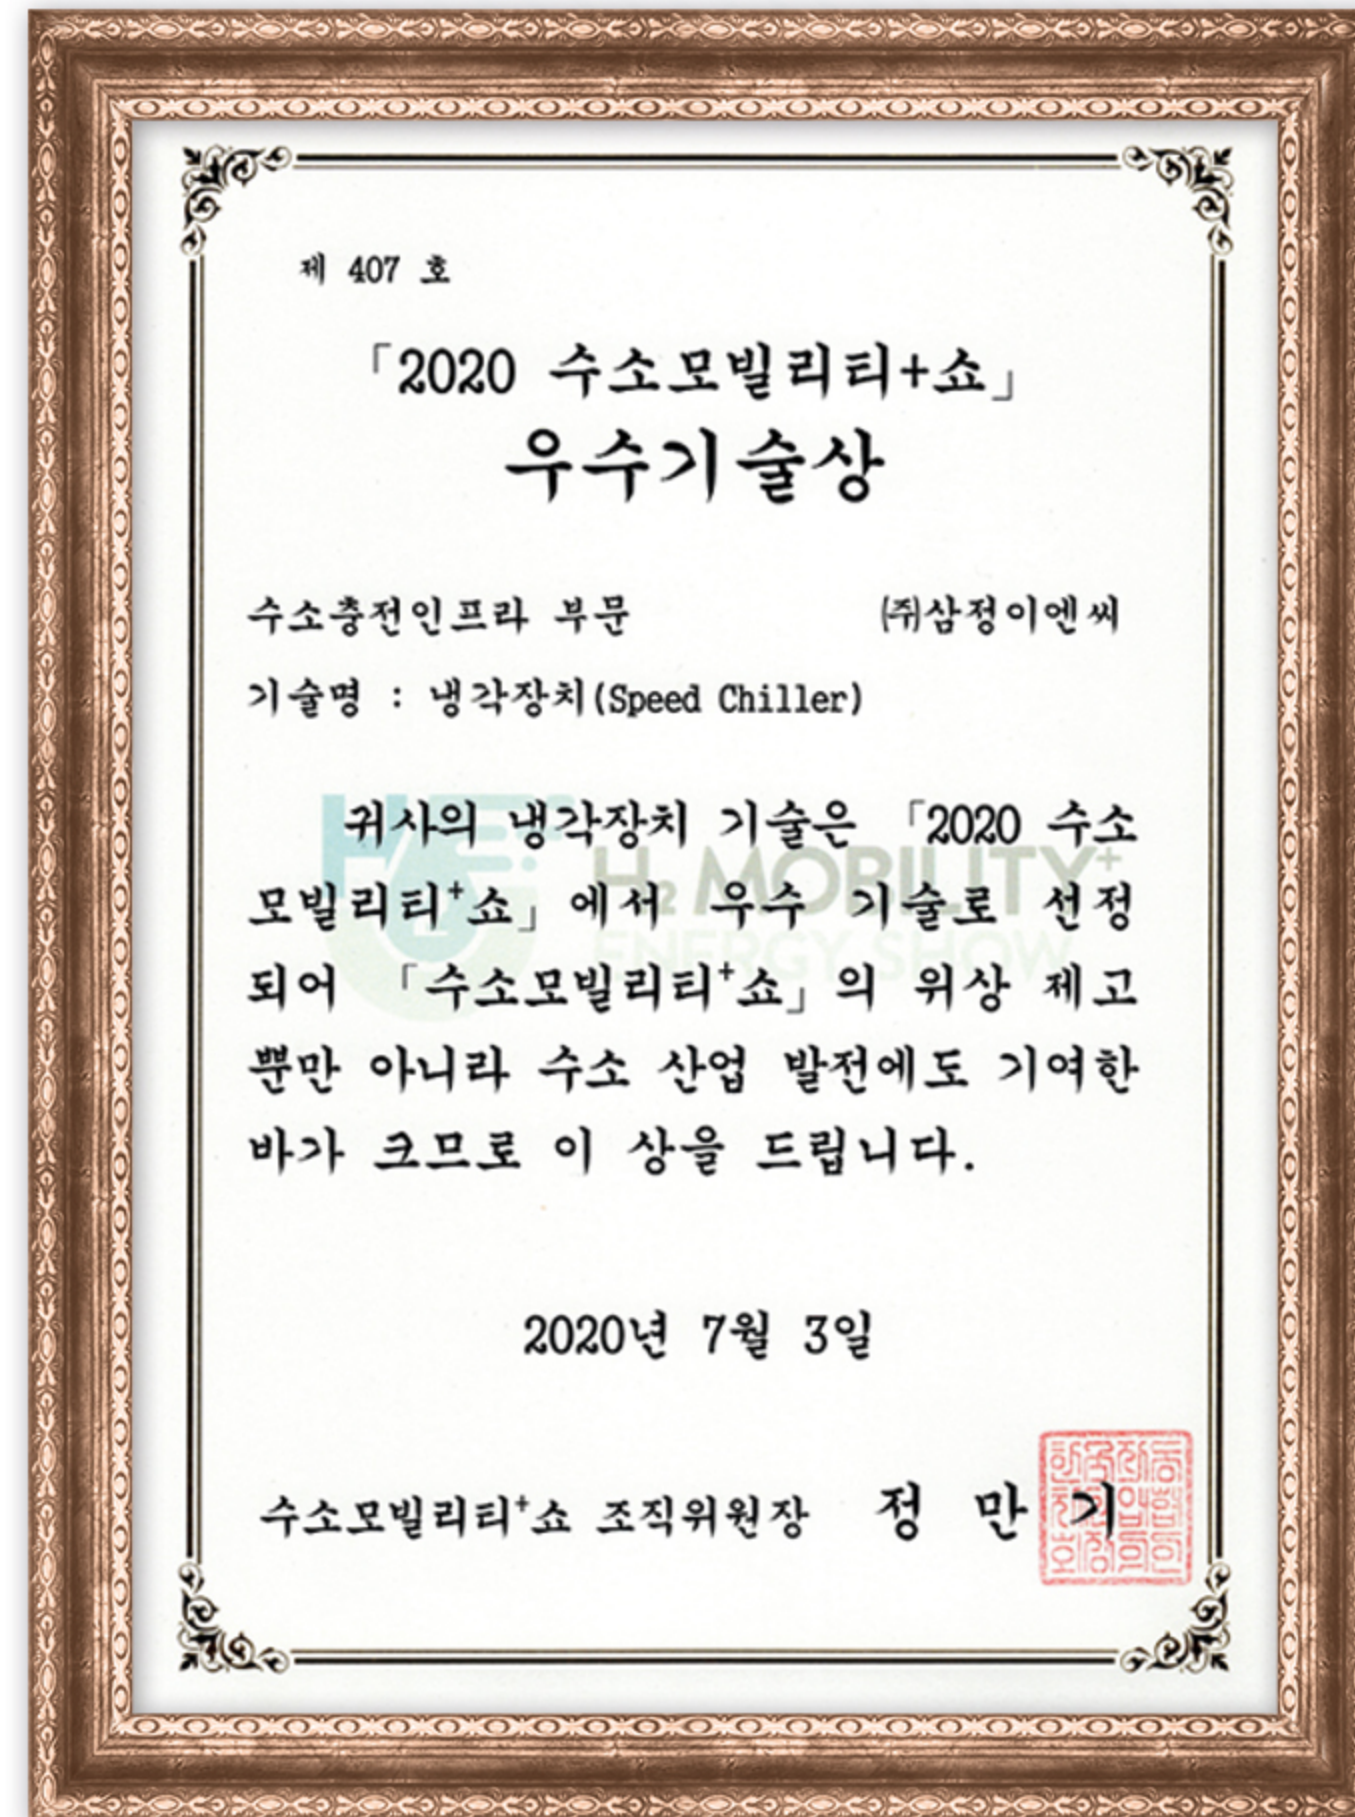 제 407 호
「2020 수소모빌리티+쇼」
우수기술상
수소충전인프라 부문 ㈜삼정이엔씨
기술명 : 냉각장치(Speed Chiller)
귀사의 냉각장치 기술은 「2020 수소
모빌리티⁺쇼」에서 우수 기술로 선정
되어 「수소모빌리티⁺쇼」의 위상 제고
뿐만 아니라 수소 산업 발전에도 기여한
바가 크므로 이 상을 드립니다.
H₂ MOBILITY⁺
ENERGY SHOW
2020년 7월 3일
수소모빌리티⁺쇼 조직위원장 정 만 기